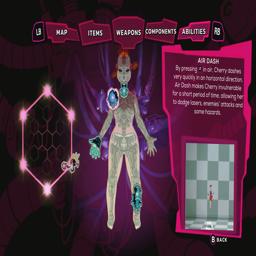 LB MAP ITEMS WEAPONS COMPONENTS ABILITIES RB
AIR DASH
By pressing in air, Cherry dashes
very quickly in an horizontal direction.
Air Dash makes Cherry invulnerable
for a short period of time, allowing her
to dodge lasers, enemies' attacks and
some hazards.
B BACK